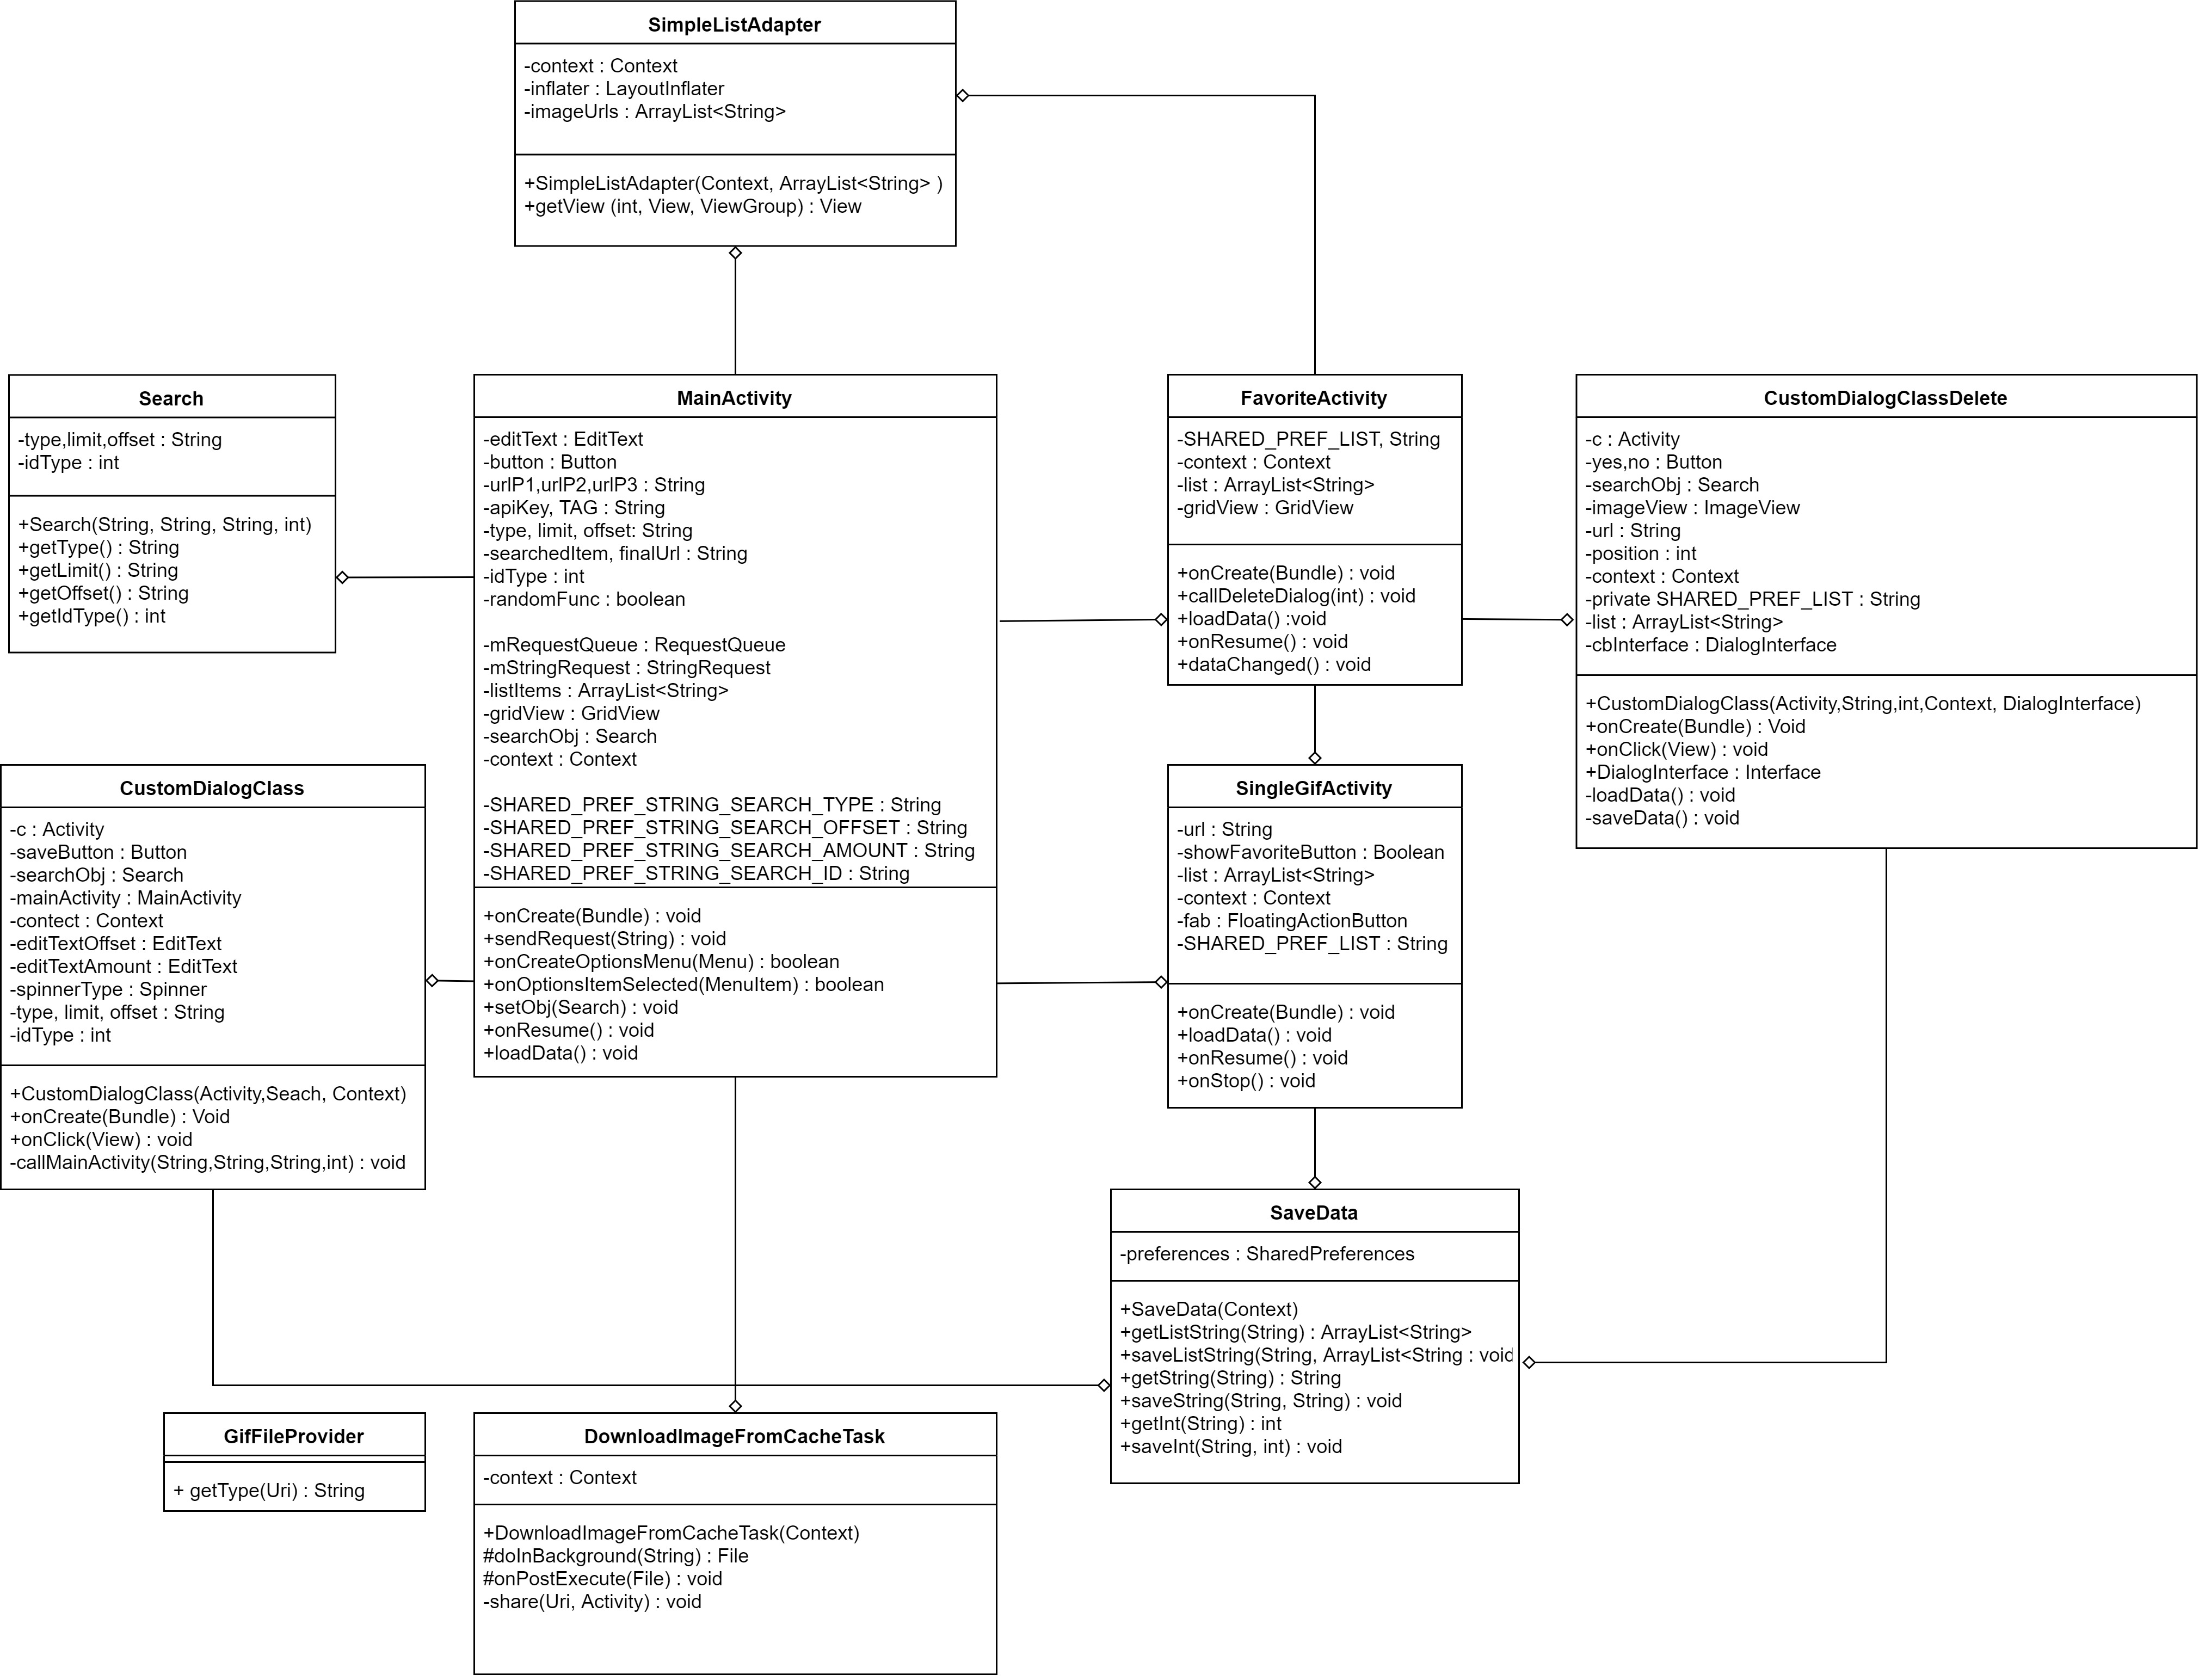 SimpleListAdapter
-context : Context
-inflater : LayoutInflater
-imageUrls : ArrayList<String>
+SimpleListAdapter(Context, ArrayList<String> )
+getView (int, View, ViewGroup) : View
Search
-type,limit,offset : String
-idType : int
+Search(String, String, String, int)
+getType() : String
+getLimit() : String
+getOffset() : String
+getIdType() : int
MainActivity
-editText : EditText
-button : Button
-urlP1,urlP2,urlP3 : String
-apiKey, TAG : String
-type, limit, offset: String
-searchedItem, finalUrl : String
-idType : int
-randomFunc : boolean
-mRequestQueue : RequestQueue
-mStringRequest : StringRequest
-listItems : ArrayList<String>
-gridView : GridView
-searchObj : Search
-context : Context
-SHARED_PREF_STRING_SEARCH_TYPE : String
-SHARED_PREF_STRING_SEARCH_OFFSET : String
-SHARED_PREF_STRING_SEARCH_AMOUNT : String
-SHARED_PREF_STRING_SEARCH_ID : String
+onCreate(Bundle) : void
+sendRequest(String) : void
+onCreateOptionsMenu(Menu) : boolean
+onOptionsItemSelected(MenuItem) : boolean
+setObj(Search) : void
+onResume() : void
+loadData() : void
FavoriteActivity
-SHARED_PREF_LIST, String
-context : Context
-list : ArrayList<String>
-gridView : GridView
+onCreate(Bundle) : void
+callDeleteDialog(int) : void
+loadData() :void
+onResume() : void
+dataChanged() : void
CustomDialogClassDelete
-c : Activity
-yes,no : Button
-searchObj : Search
-imageView : ImageView
-url : String
-position : int
-context : Context
-private SHARED_PREF_LIST : String
-list : ArrayList<String>
-cbInterface : DialogInterface
+CustomDialogClass(Activity,String,int,Context, DialogInterface)
+onCreate(Bundle) : Void
+onClick(View) : void
+DialogInterface : Interface
-loadData() : void
-saveData() : void
CustomDialogClass
-c : Activity
-saveButton : Button
-searchObj : Search
-mainActivity : MainActivity
-contect : Context
-editTextOffset : EditText
-editTextAmount : EditText
-spinnerType : Spinner
-type, limit, offset : String
-idType : int
+CustomDialogClass(Activity,Seach, Context)
+onCreate(Bundle) : Void
+onClick(View) : void
-callMainActivity(String,String,String,int) : void
SingleGifActivity
-url : String
-showFavoriteButton : Boolean
-list : ArrayList<String>
-context : Context
-fab : FloatingActionButton
-SHARED_PREF_LIST : String
+onCreate(Bundle) : void
+loadData() : void
+onResume() : void
+onStop() : void
SaveData
-preferences : SharedPreferences
+SaveData(Context)
+getListString(String) : ArrayList<String>
+saveListString(String, ArrayList<String : void
+getString(String) : String
+saveString(String, String) : void
+getInt(String) : int
+saveInt(String, int) : void
GifFileProvider
+ getType(Uri) : String
DownloadImageFromCacheTask
-context : Context
+DownloadImageFromCacheTask(Context)
#doInBackground(String) : File
#onPostExecute(File) : void
-share(Uri, Activity) : void